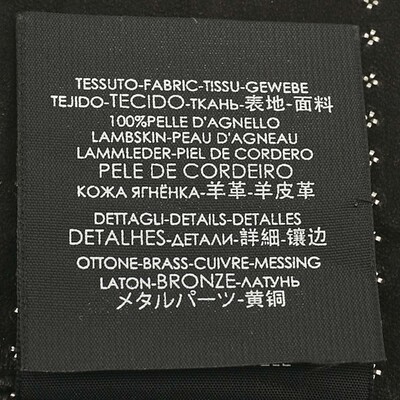 TESSUTO-FABRIC-TISSU-GEWEBE
TEJIDO-TECIDO-ТКАНЬ-表地-面料
100%PELLE D'AGNELLO
LAMBSKIN-PEAU D'AGNEAU
LAMMLEDER-PIEL DE CORDERO
PELE DE CORDEIRO
КОЖА ЯГНЁНКА-羊革-羊皮革
DETTAGLI-DETAILS-DETALLES
DETALHES-ДЕТАЛИ-詳細-镶边
OTTONE-BRASS-CUIVRE-MESSING
LATON-BRONZE-ЛАТУНЬ
メタルパーツ-黄铜